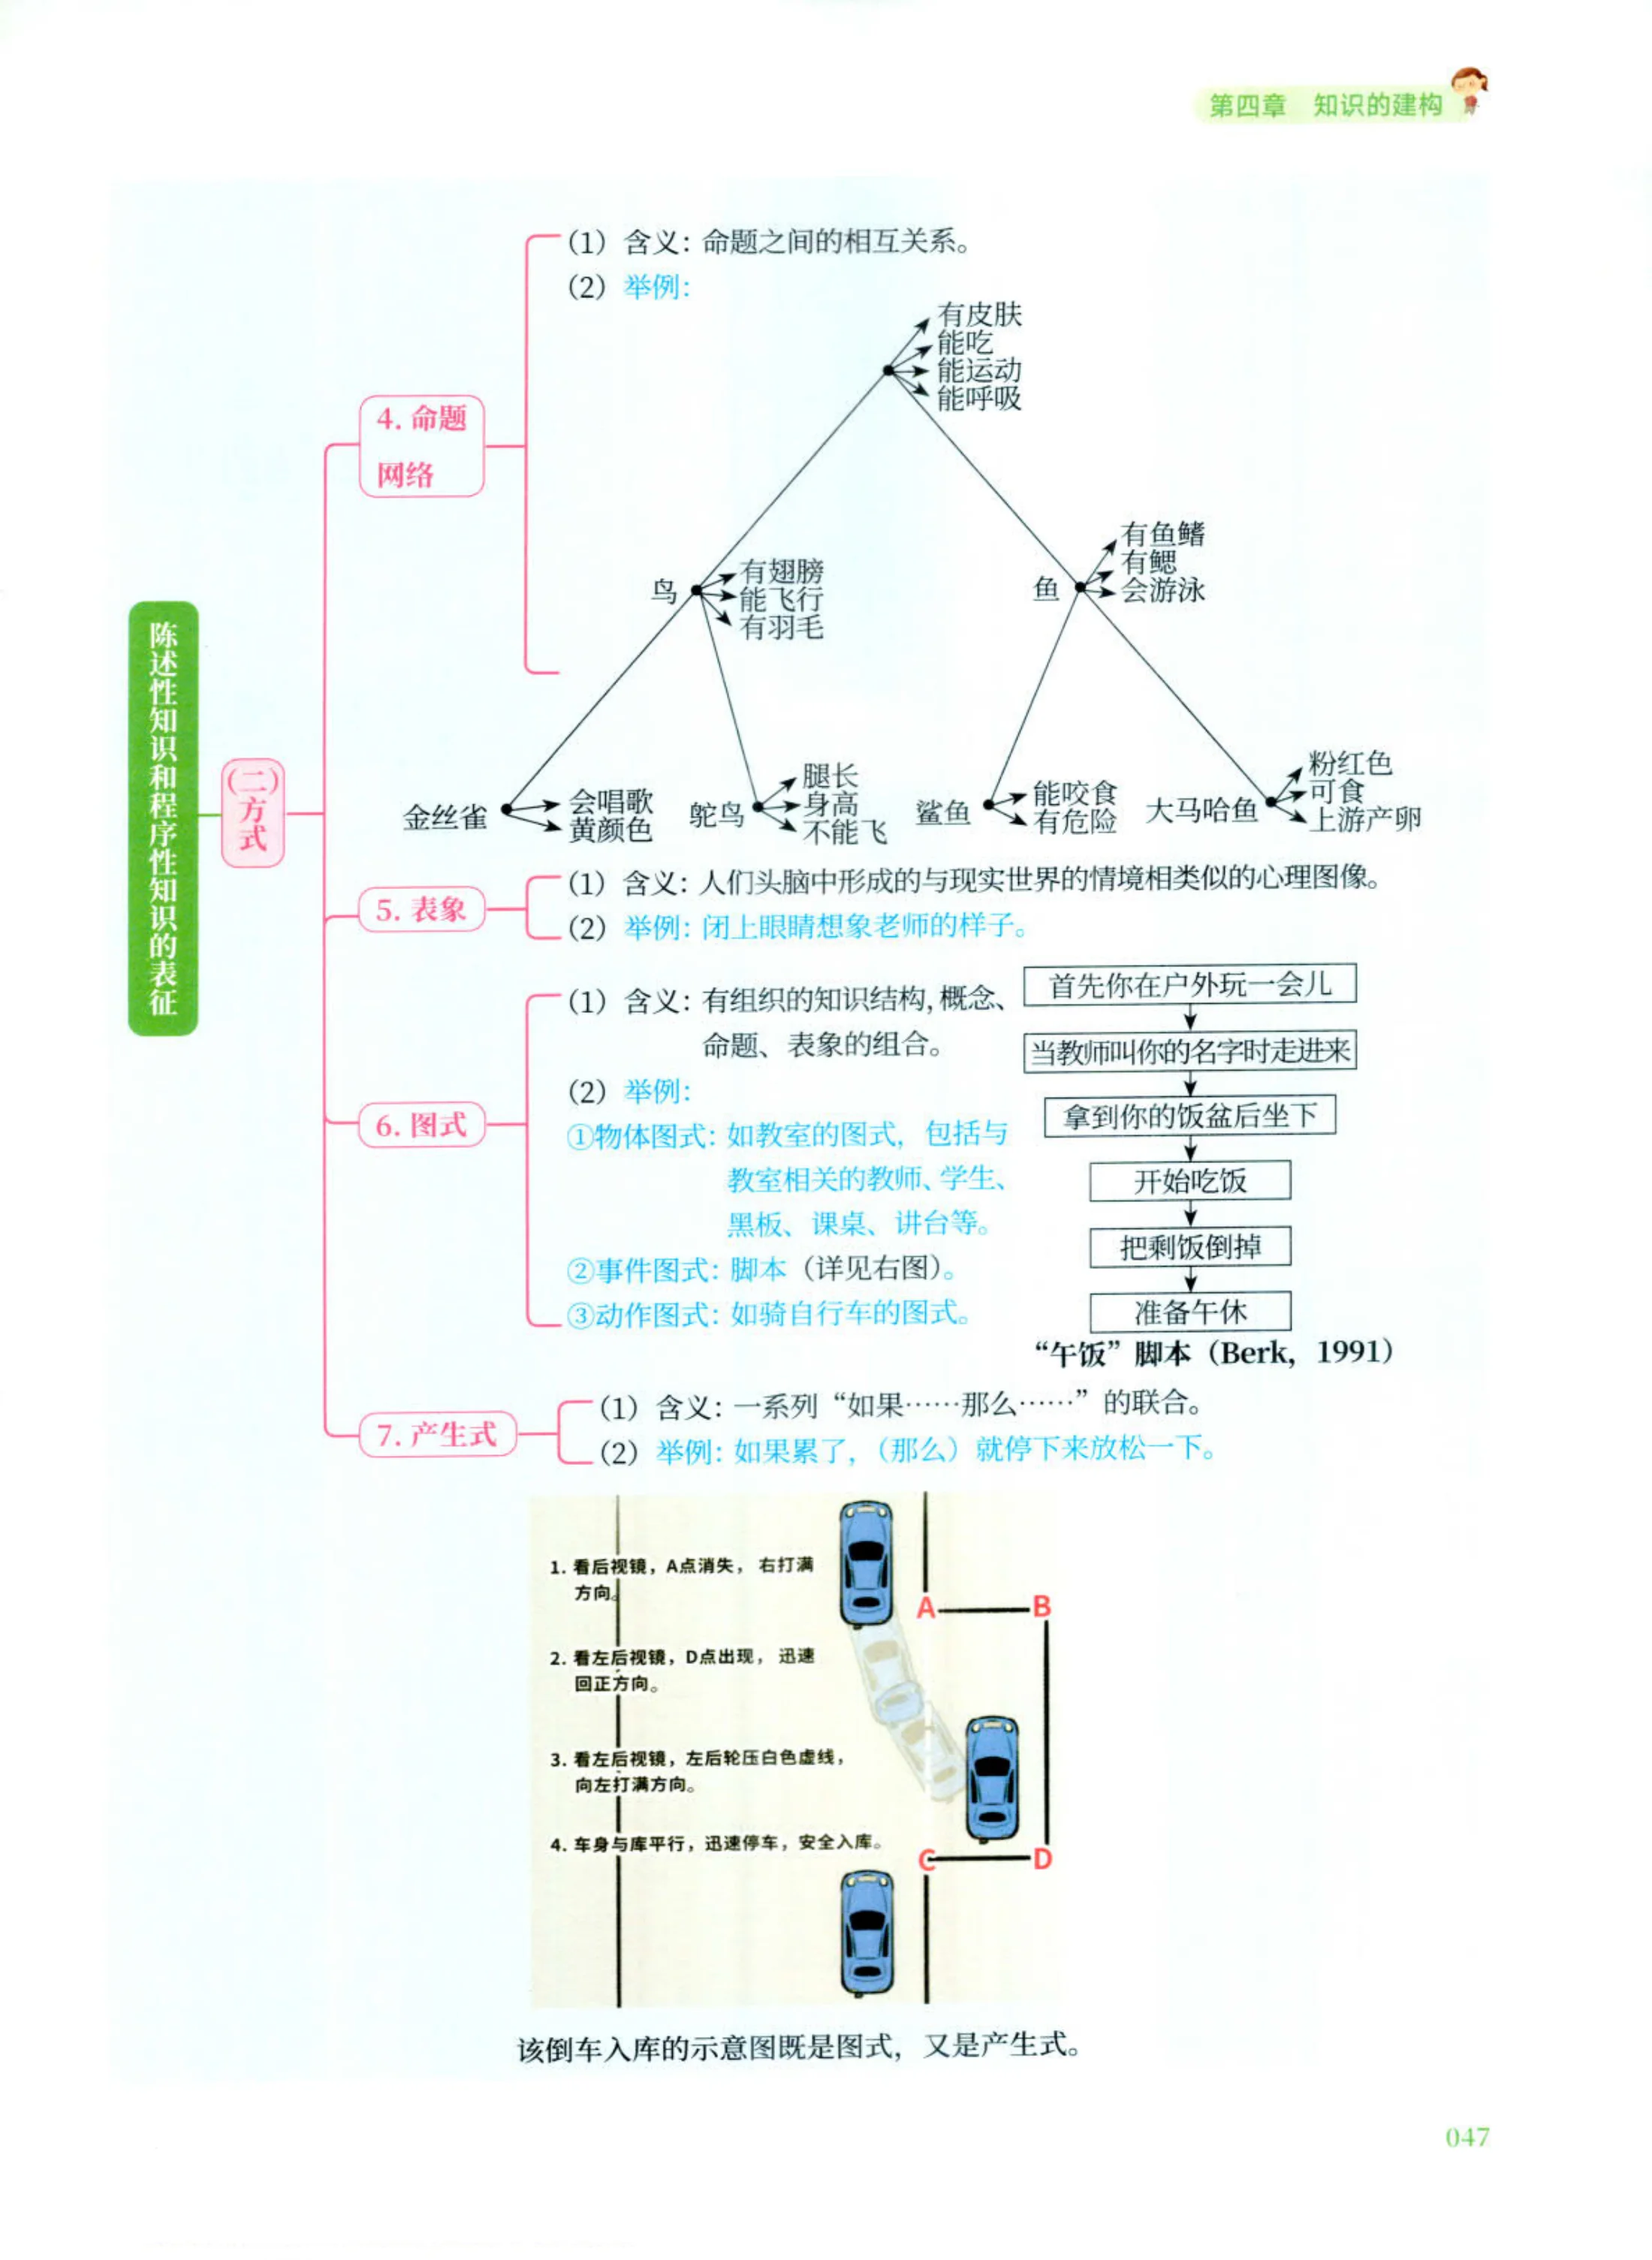 第四章 知识的建构
陈述性知识和程序性知识的表征
(二)方式
4. 命题
网络
(1) 含义：命题之间的相互关系。
(2) 举例：
有皮肤
能吃
能运动
能呼吸
鸟
有翅膀
能飞行
有羽毛
鱼
有鱼鳍
有鳃
会游泳
金丝雀
会唱歌
黄颜色
鸵鸟
腿长
身高
不能飞
鲨鱼
能咬食
有危险
大马哈鱼
粉红色
可食
上游产卵
5. 表象
(1) 含义：人们头脑中形成的与现实世界的情境相类似的心理图像。
(2) 举例：闭上眼睛想象老师的样子。
6. 图式
(1) 含义：有组织的知识结构，概念、
命题、表象的组合。
(2) 举例：
①物体图式：如教室的图式，包括与
教室相关的教师、学生、
黑板、课桌、讲台等。
②事件图式：脚本（详见右图）。
③动作图式：如骑自行车的图式。
首先你在户外玩一会儿
当教师叫你的名字时走进来
拿到你的饭盆后坐下
开始吃饭
把剩饭倒掉
准备午休
“午饭”脚本（Berk，1991）
7. 产生式
(1) 含义：一系列“如果……那么……”的联合。
(2) 举例：如果累了，（那么）就停下来放松一下。
1. 看后视镜，A点消失，右打满
方向。
2. 看左后视镜，D点出现，迅速
回正方向。
3. 看左后视镜，左后轮压白色虚线，
向左打满方向。
4. 车身与库平行，迅速停车，安全入库。
A
B
C
D
该倒车入库的示意图既是图式，又是产生式。
047